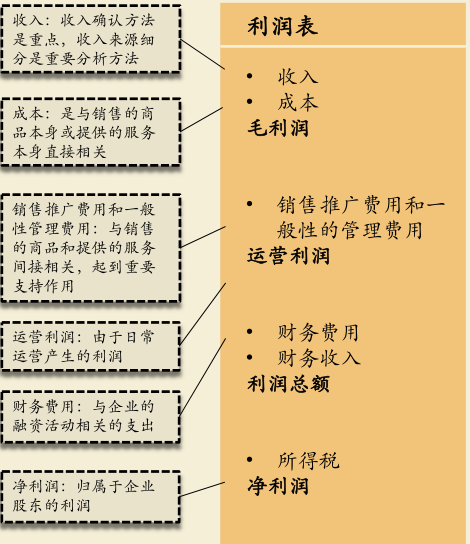 收入：收入确认方法
是重点，收入来源细
分是重要分析方法
成本：是与销售的商
品本身或提供的服务
本身直接相关
销售推广费用和一般
性管理费用：与销售
的商品和提供的服务
间接相关，起到重要
支持作用
运营利润：由于日常
运营产生的利润
财务费用：与企业的
融资活动相关的支出
净利润：归属于企业
股东的利润
利润表
• 收入
• 成本
毛利润
• 销售推广费用和一
般性的管理费用
运营利润
• 财务费用
• 财务收入
利润总额
• 所得税
净利润